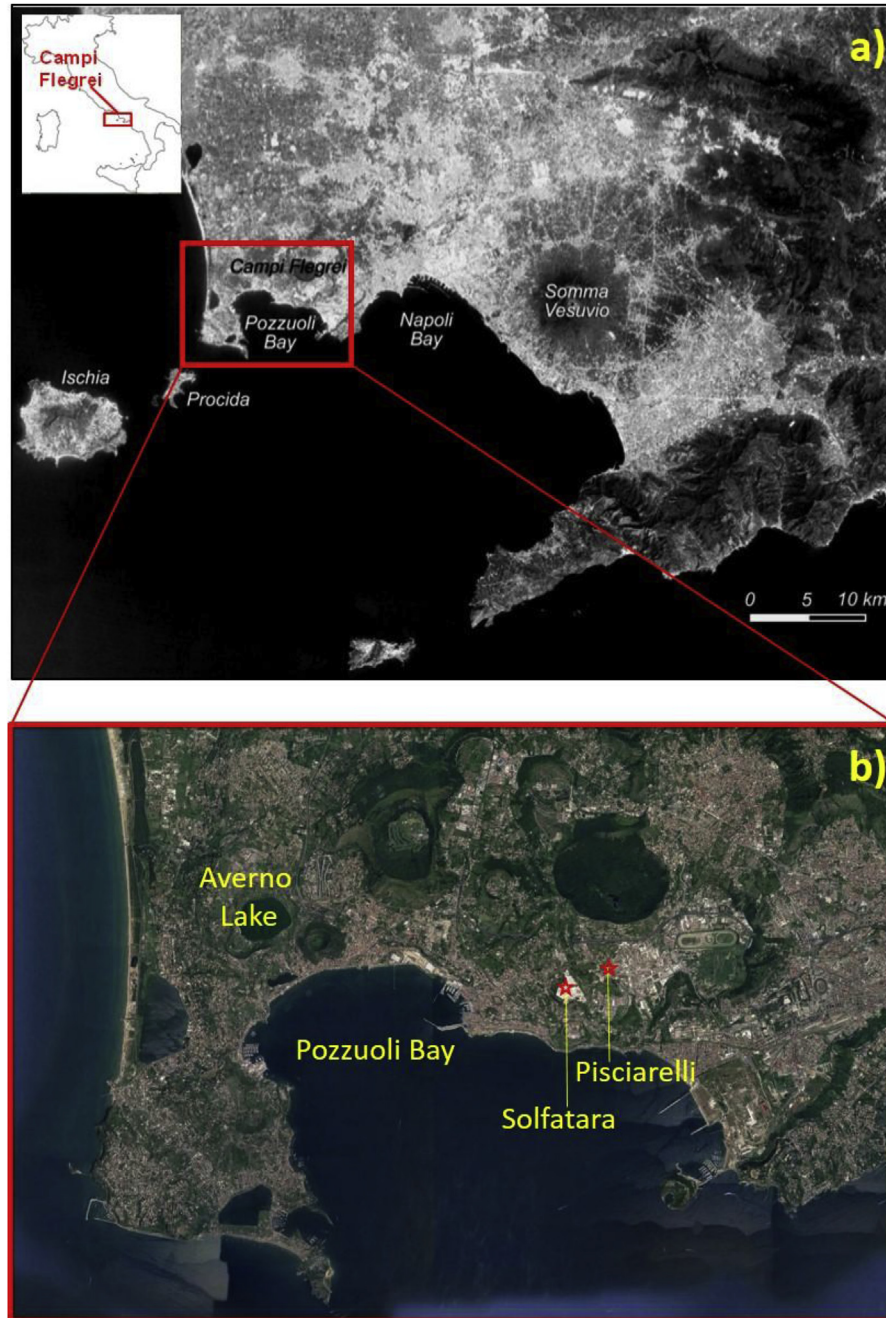 a)
Campi
Flegrei
Campi Flegrei
Pozzuoli
Bay
Napoli
Bay
Somma
Vesuvio
Ischia
Procida
0 5 10 km
b)
Averno
Lake
Pozzuoli Bay
Pisciarelli
Solfatara